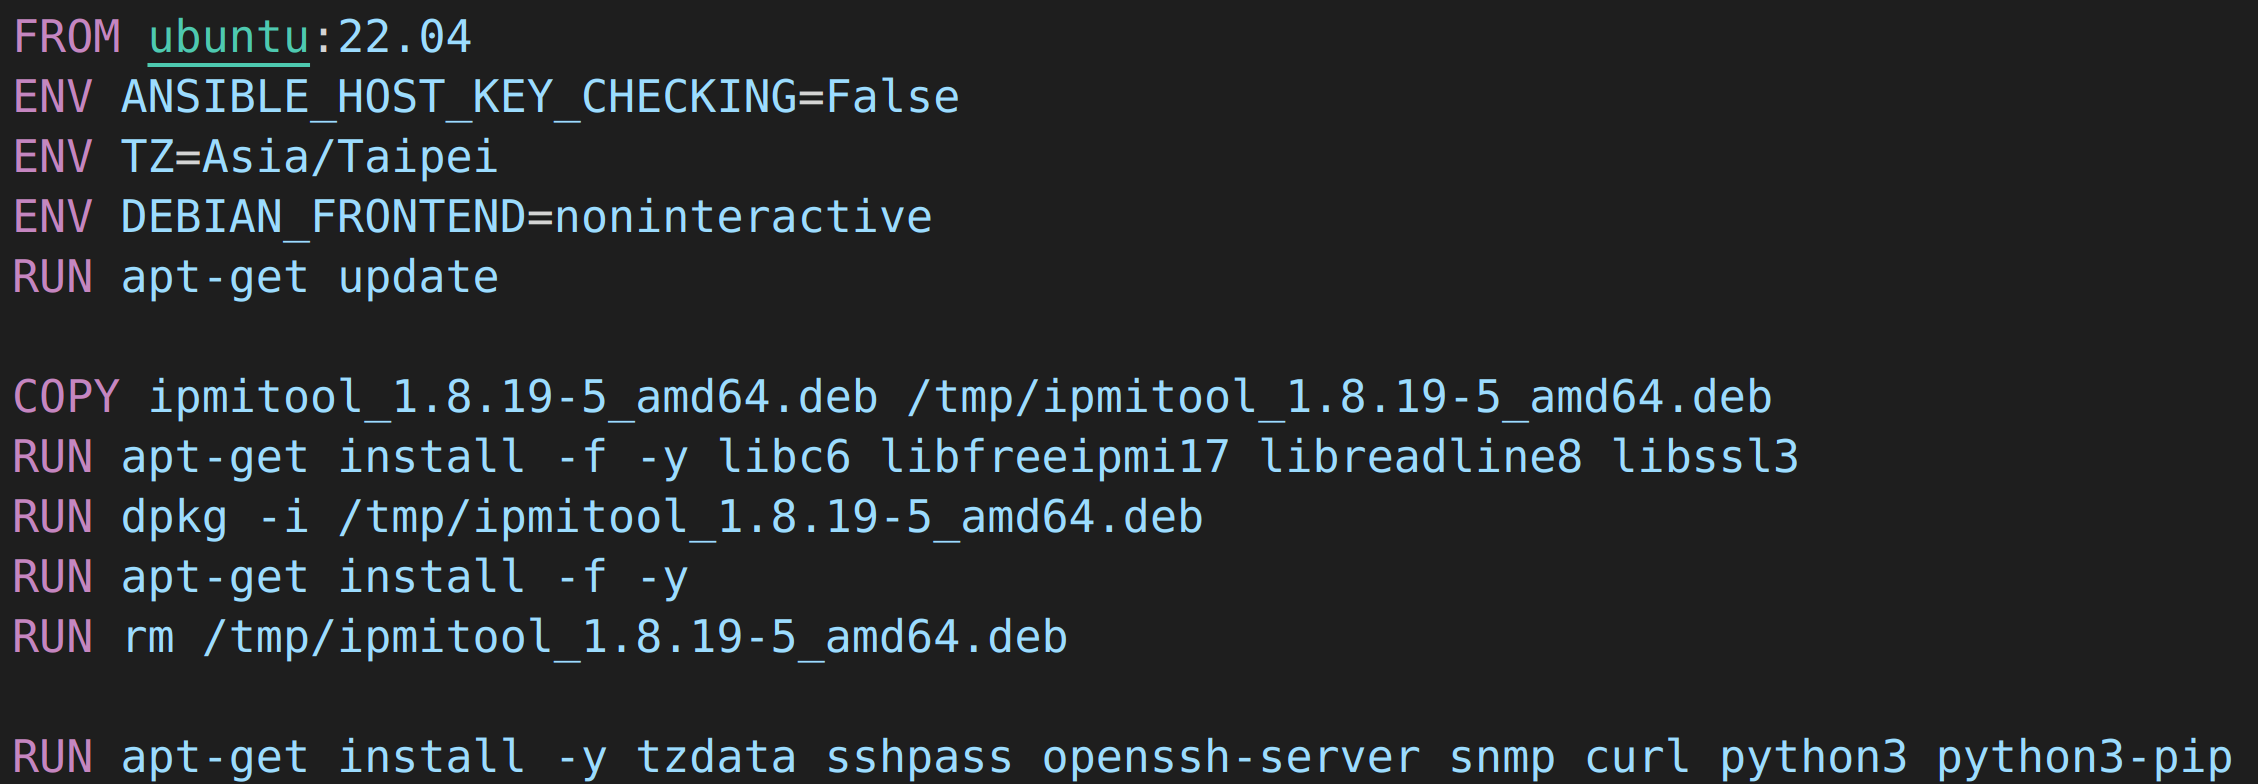 FROM ubuntu:22.04
ENV ANSIBLE_HOST_KEY_CHECKING=False
ENV TZ=Asia/Taipei
ENV DEBIAN_FRONTEND=noninteractive
RUN apt-get update
COPY ipmitool_1.8.19-5_amd64.deb /tmp/ipmitool_1.8.19-5_amd64.deb
RUN apt-get install -f -y libc6 libfreeipmi17 libreadline8 libssl3
RUN dpkg -i /tmp/ipmitool_1.8.19-5_amd64.deb
RUN apt-get install -f -y
RUN rm /tmp/ipmitool_1.8.19-5_amd64.deb
RUN apt-get install -y tzdata sshpass openssh-server snmp curl python3 python3-pip